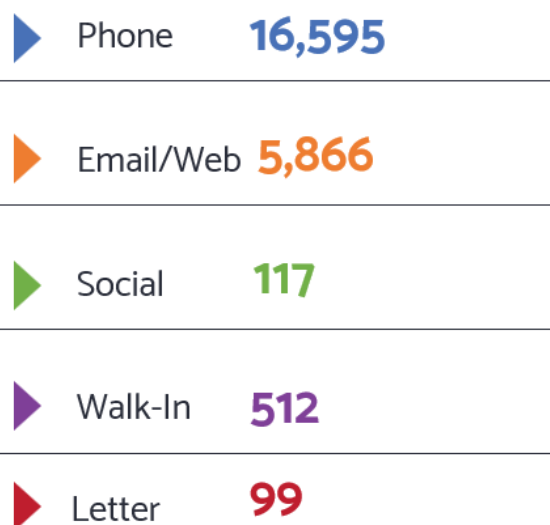 Phone 16,595
Email/Web 5,866
Social 117
Walk-In 512
Letter 99